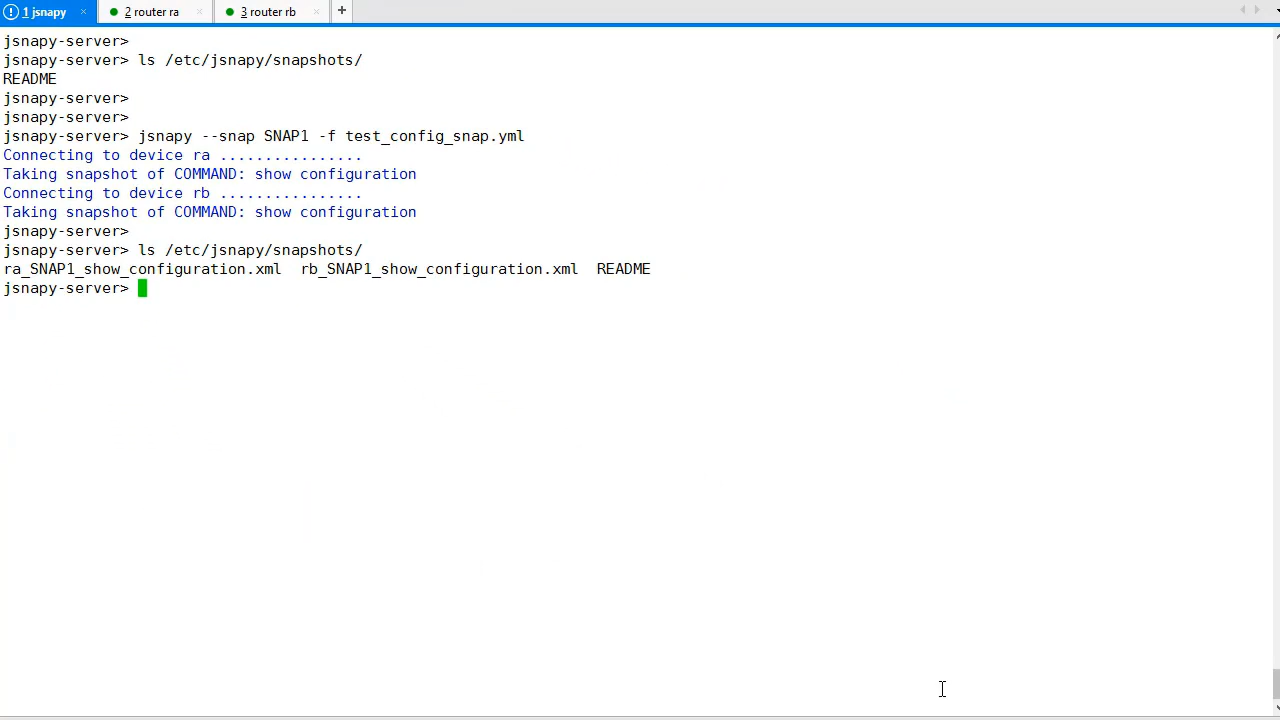 1 jsnapy × 2 router ra × 3 router rb × +
jsnapy-server>
jsnapy-server> ls /etc/jsnapy/snapshots/
README
jsnapy-server>
jsnapy-server>
jsnapy-server> jsnapy --snap SNAP1 -f test_config_snap.yml
Connecting to device ra ................
Taking snapshot of COMMAND: show configuration
Connecting to device rb ................
Taking snapshot of COMMAND: show configuration
jsnapy-server>
jsnapy-server> ls /etc/jsnapy/snapshots/
ra_SNAP1_show_configuration.xml  rb_SNAP1_show_configuration.xml  README
jsnapy-server>